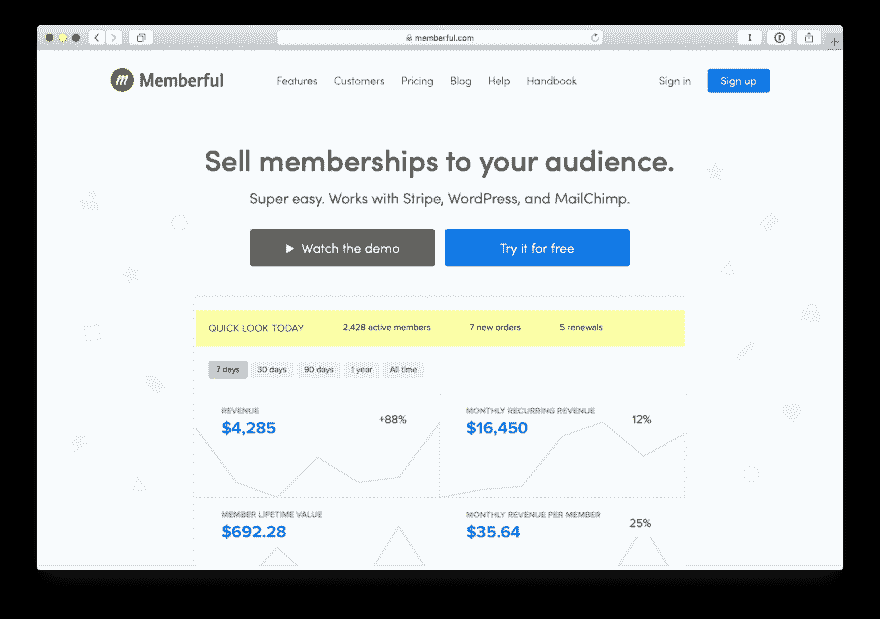 memberful.com
Memberful Features Customers Pricing Blog Help Handbook Sign in Sign up
Sell memberships to your audience.
Super easy. Works with Stripe, WordPress, and MailChimp.
Watch the demo Try it for free
QUICK LOOK TODAY 2,428 active members 7 new orders 5 renewals
7 days 30 days 90 days 1 year All time
REVENUE +88% MONTHLY RECURRING REVENUE 12%
$4,285 $16,450
MEMBER LIFETIME VALUE MONTHLY REVENUE PER MEMBER 25%
$692.28 $35.64